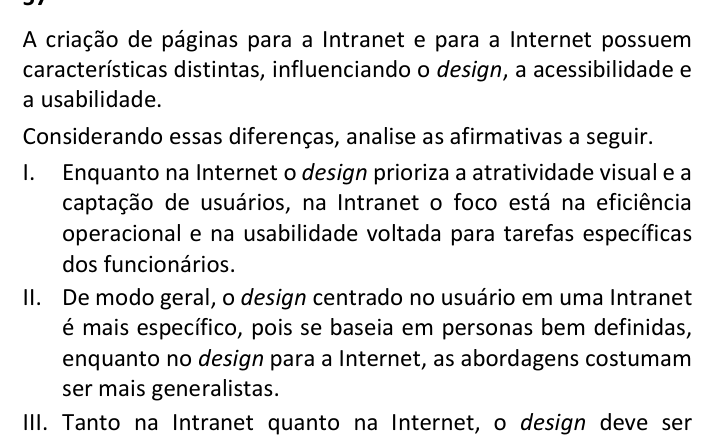 A criação de páginas para a Intranet e para a Internet possuem
características distintas, influenciando o design, a acessibilidade e
a usabilidade.
Considerando essas diferenças, analise as afirmativas a seguir.
I. Enquanto na Internet o design prioriza a atratividade visual e a
captação de usuários, na Intranet o foco está na eficiência
operacional e na usabilidade voltada para tarefas específicas
dos funcionários.
II. De modo geral, o design centrado no usuário em uma Intranet
é mais específico, pois se baseia em personas bem definidas,
enquanto no design para a Internet, as abordagens costumam
ser mais generalistas.
III. Tanto na Intranet quanto na Internet, o design deve ser